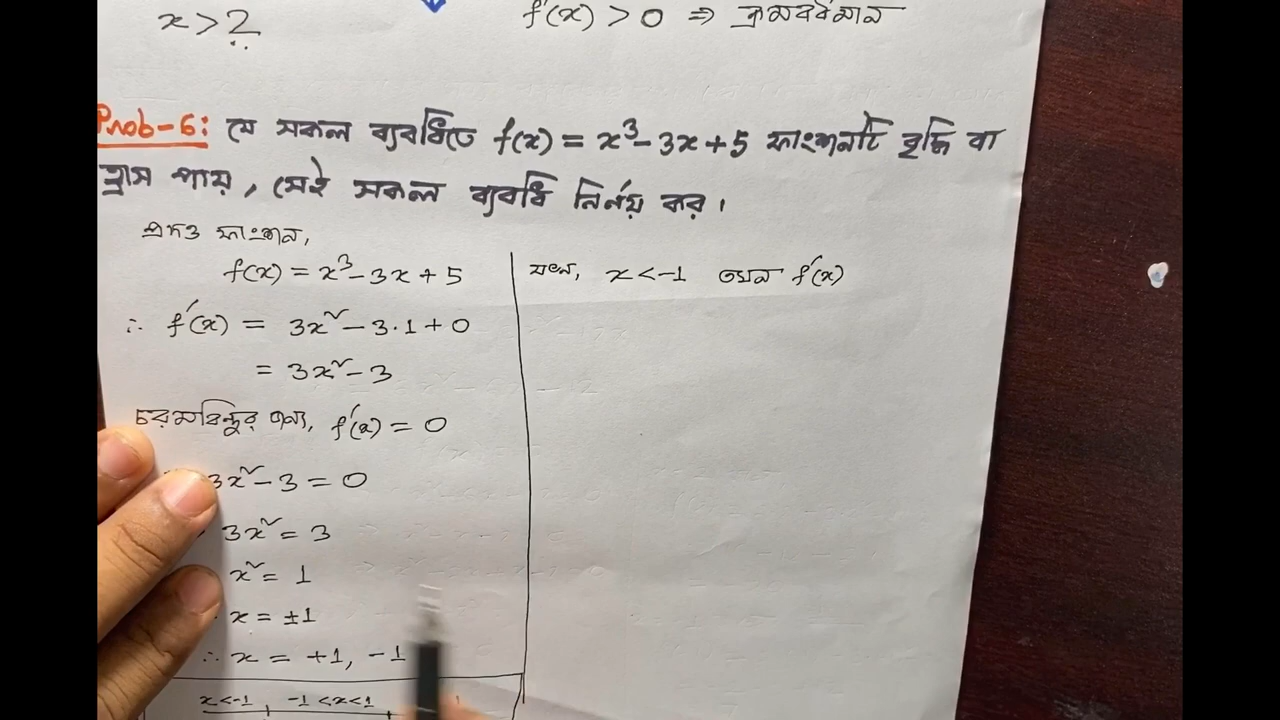 x > 2
f'(x) > 0 ⇒ ক্রমবর্ধমান
Prob-6: যে সকল ব্যবধিতে f(x) = x³ - 3x + 5 ফাংশনটি বৃদ্ধি বা
হ্রাস পায়, সেই সকল ব্যবধি নির্ণয় কর।
প্রদত্ত ফাংশন,
f(x) = x³ - 3x + 5
∴ f'(x) = 3x² - 3·1 + 0
= 3x² - 3
চরমবিন্দুর জন্য, f'(x) = 0
3x² - 3 = 0
3x² = 3
x² = 1
x = ±1
∴ x = +1, -1
x < -1 -1 < x < 1
যখন, x < -1 তখন f'(x)